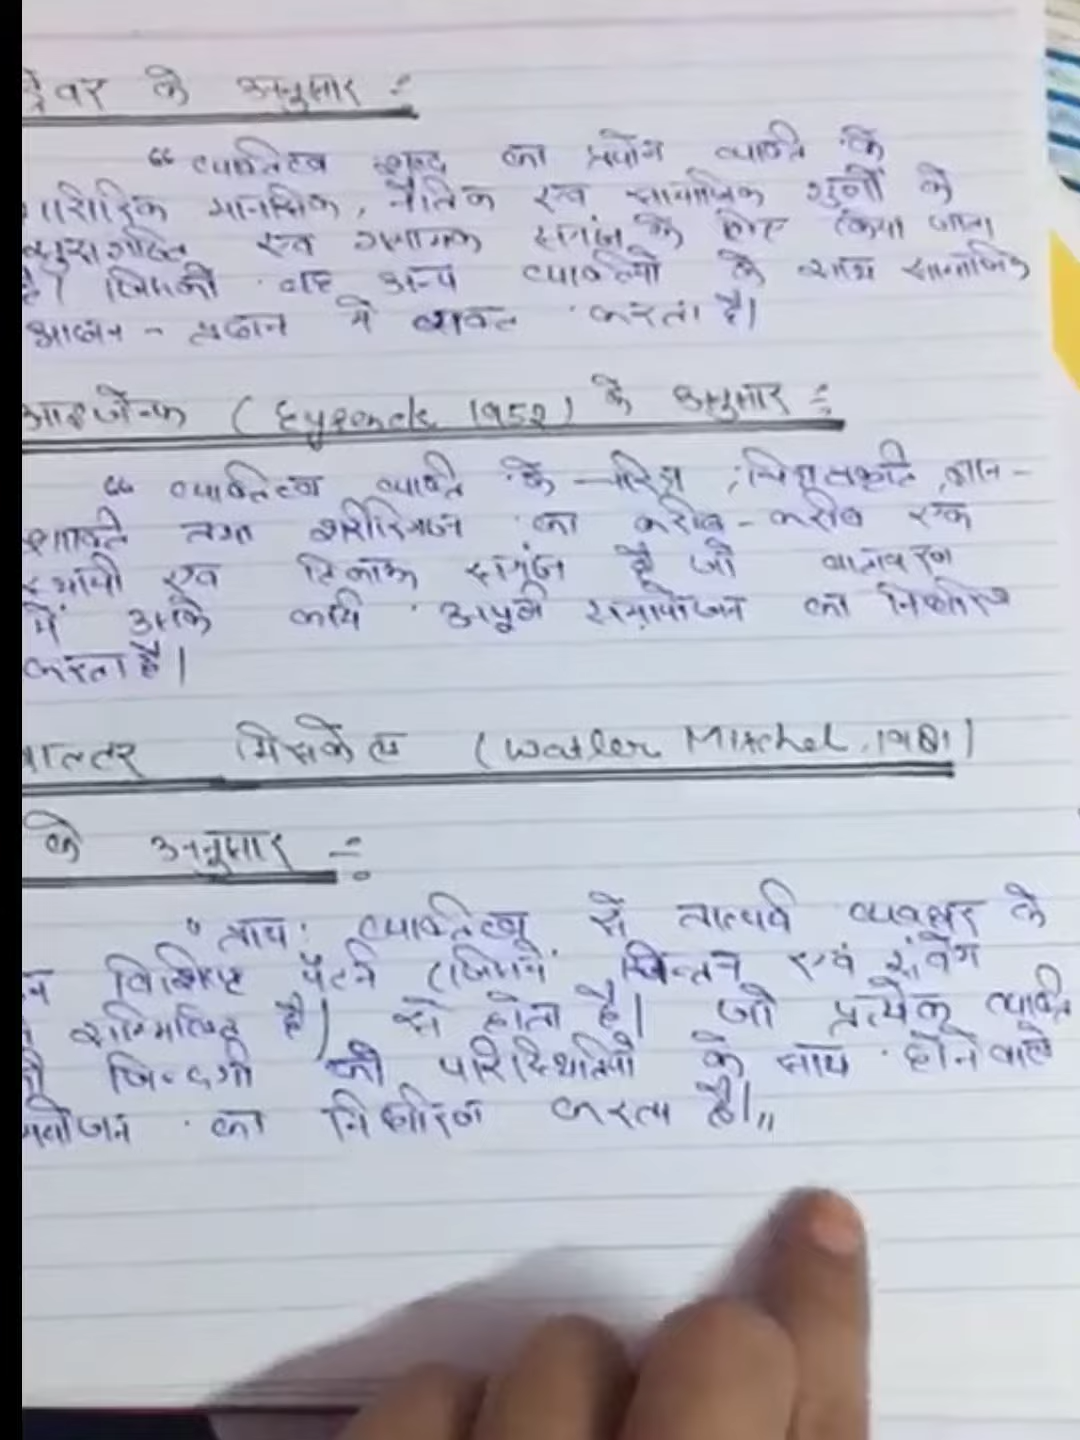 ड्रेवर के अनुसार :-
“ व्यक्तित्व शब्द का प्रयोग व्यक्ति के
शारीरिक मानसिक, नैतिक एवं सामाजिक गुणों के
सुसंगठित एवं गत्यात्मक संगठन के लिए किया जाता
है। जिसको वह अन्य व्यक्तियों के साथ सामाजिक
आदान - प्रदान में व्यक्त करता है।
आइजेन्क (Eysenck 1952) के अनुसार :-
“ व्यक्तित्व व्यक्ति के चरित्र, चित्तप्रकृति, ज्ञान-
शक्ति तथा शरीरगठन का करीब - करीब एक
स्थायी एवं टिकाऊ संगठन है जो वातावरण
में उसके अपूर्व समायोजन का निर्धारण
करता है।
वाल्टर मिसकेल (Walter Mischel, 1981)
के अनुसार :-
“ प्राय: व्यक्तित्व से तात्पर्य व्यवहार के
विशिष्ट पैटर्न (जिसमें चिन्तन एवं संवेग
सम्मिलित है) से होता है। जो प्रत्येक व्यक्ति
की जिन्दगी की परिस्थितियों के साथ होने वाले
का निर्धारण करता है।"